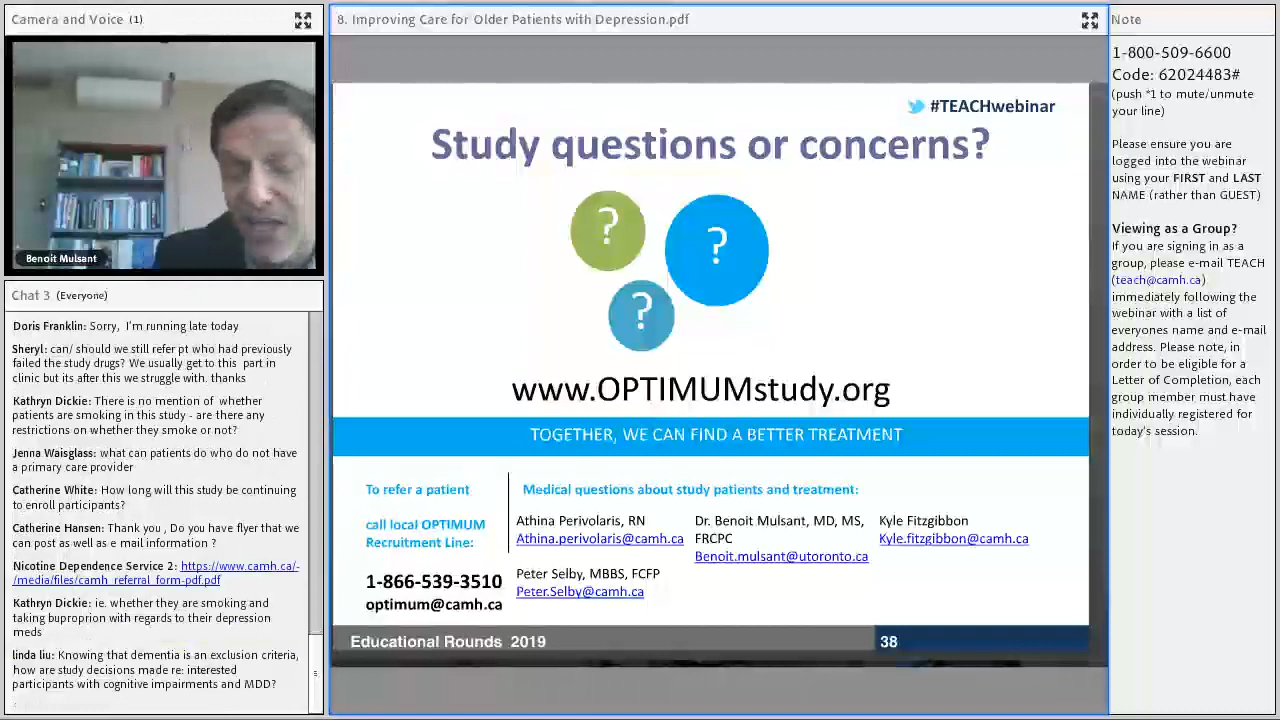 Camera and Voice (1)
Benoit Mulsant
Chat 3 (Everyone)
Doris Franklin: Sorry, I'm running late today
Sheryl: can/ should we still refer pt who had previously
failed the study drugs? We usually get to this part in
clinic but its after this we struggle with. thanks
Kathryn Dickie: There is no mention of whether
patients are smoking in this study - are there any
restrictions on whether they smoke or not?
Jenna Waisglass: what can patients do who do not have
a primary care provider
Catherine White: How long will this study be continuing
to enroll participants?
Catherine Hansen: Thank you , Do you have flyer that we
can post as well as e mail information ?
Nicotine Dependence Service 2: https://www.camh.ca/-
/media/files/camh_referral_form-pdf.pdf
Kathryn Dickie: ie. whether they are smoking and
taking buproprion with regards to their depression
meds
linda liu: Knowing that dementia is an exclusion criteria,
how are study decisions made re: interested
participants with cognitive impairments and MDD?
8. Improving Care for Older Patients with Depression.pdf
#TEACHwebinar
Study questions or concerns?
?
?
?
www.OPTIMUMstudy.org
TOGETHER, WE CAN FIND A BETTER TREATMENT
To refer a patient
call local OPTIMUM
Recruitment Line:
1-866-539-3510
optimum@camh.ca
Medical questions about study patients and treatment:
Athina Perivolaris, RN
Athina.perivolaris@camh.ca
Peter Selby, MBBS, FCFP
Peter.Selby@camh.ca
Dr. Benoit Mulsant, MD, MS,
FRCPC
Benoit.mulsant@utoronto.ca
Kyle Fitzgibbon
Kyle.fitzgibbon@camh.ca
Educational Rounds 2019
38
Note
1-800-509-6600
Code: 62024483#
(push *1 to mute/unmute
your line)
Please ensure you are
logged into the webinar
using your FIRST and LAST
NAME (rather than GUEST)
Viewing as a Group?
If you are signing in as a
group, please e-mail TEACH
(teach@camh.ca)
immediately following the
webinar with a list of
everyones name and e-mail
address. Please note, in
order to be eligible for a
Letter of Completion, each
group member must have
individually registered for
today's session.